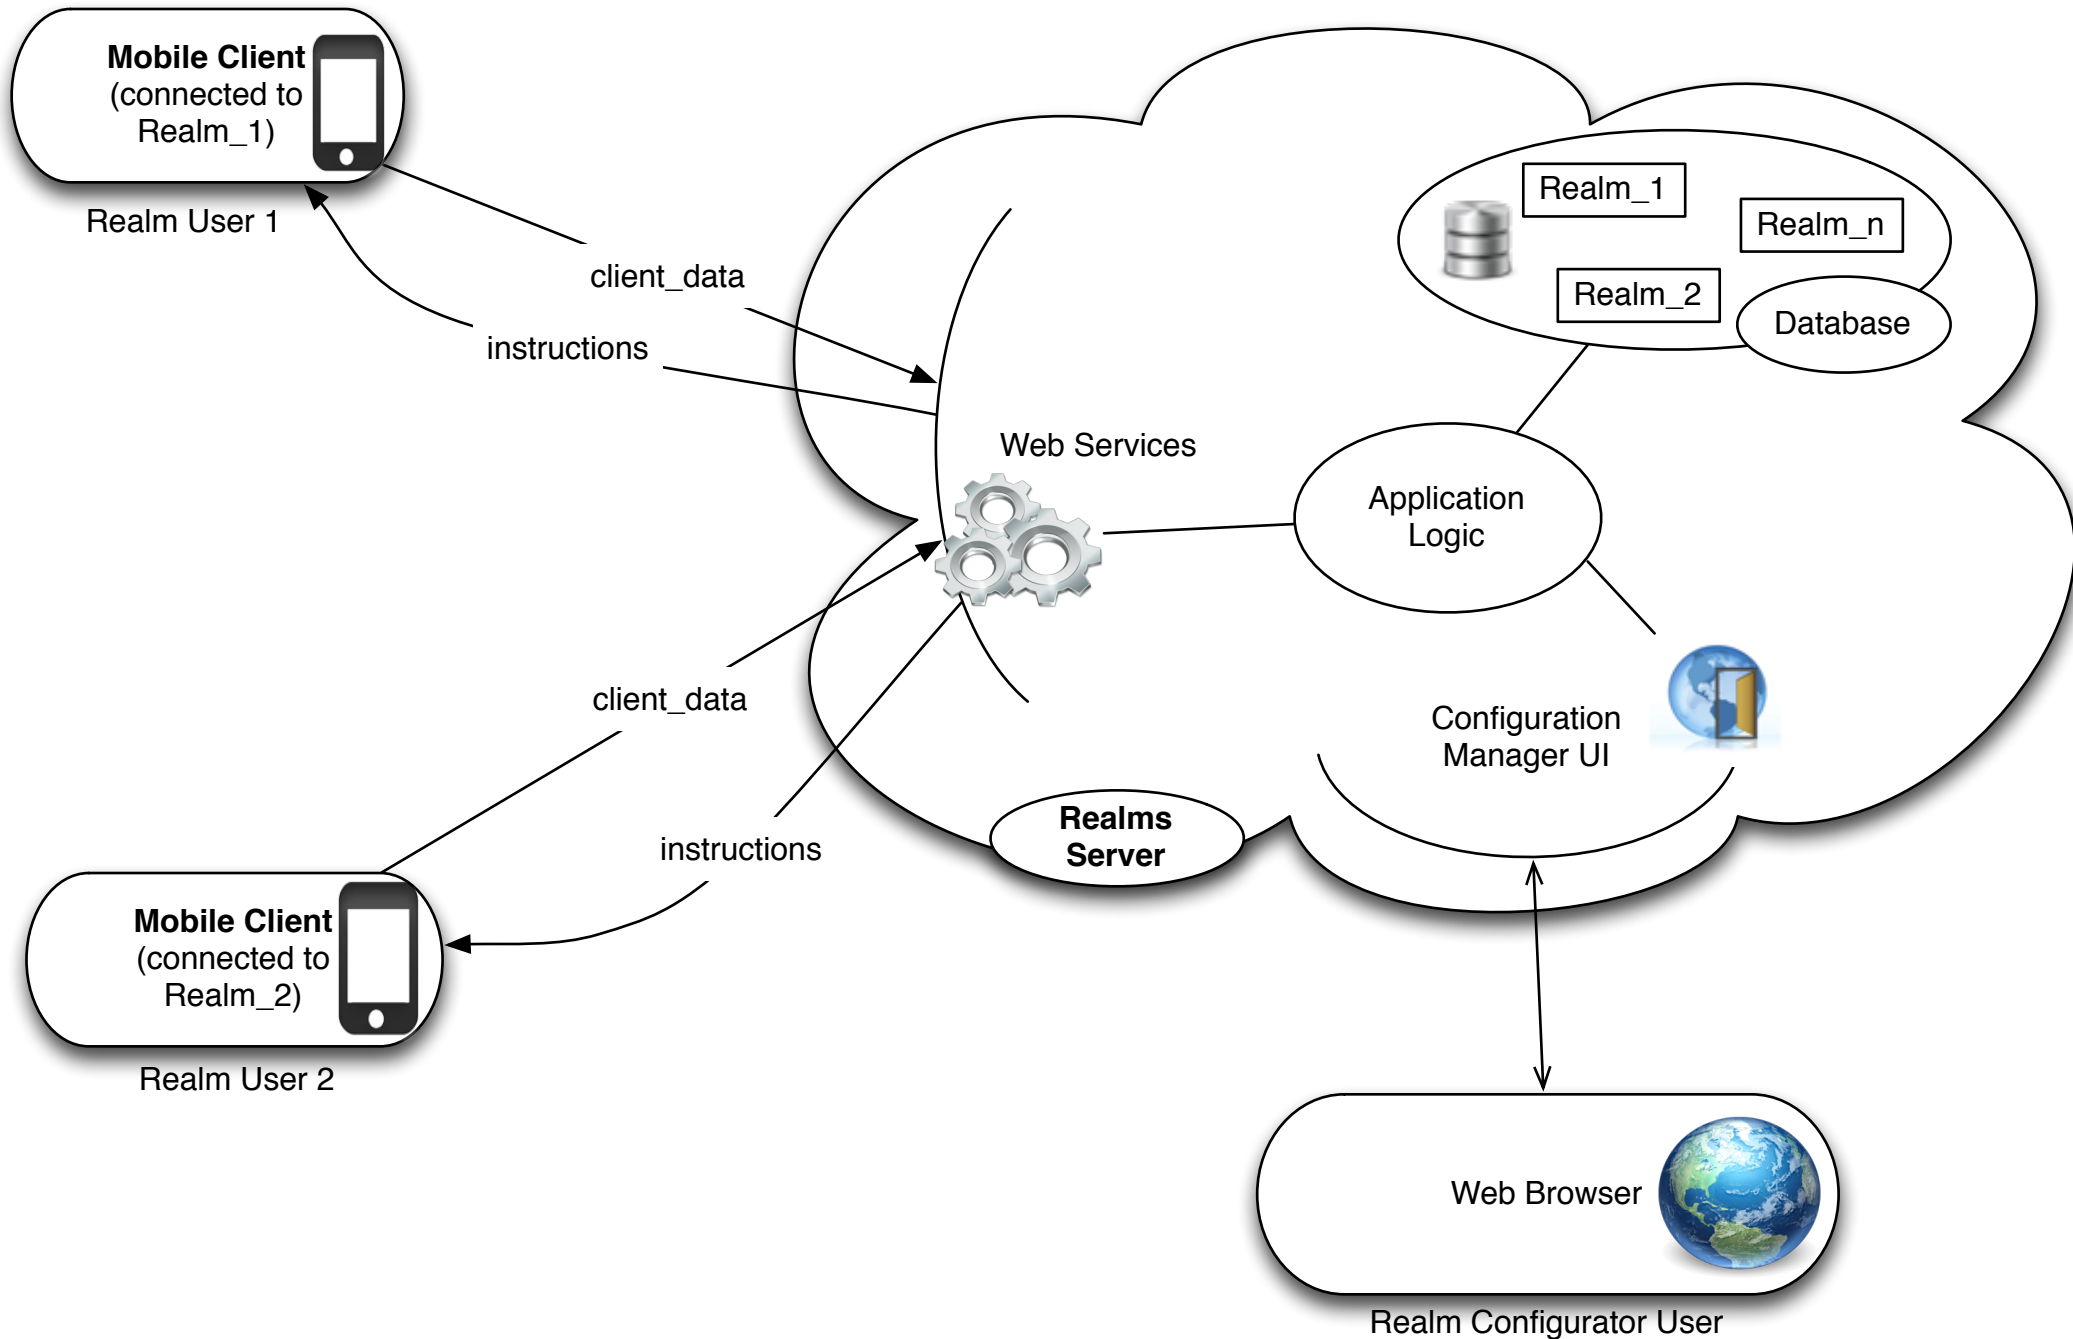 Mobile Client
(connected to
Realm_1)
Realm User 1
client_data
instructions
Realm_1
Realm_n
Realm_2
Database
Web Services
Application
Logic
Configuration
Manager UI
client_data
instructions
Realms
Server
Mobile Client
(connected to
Realm_2)
Realm User 2
Web Browser
Realm Configurator User